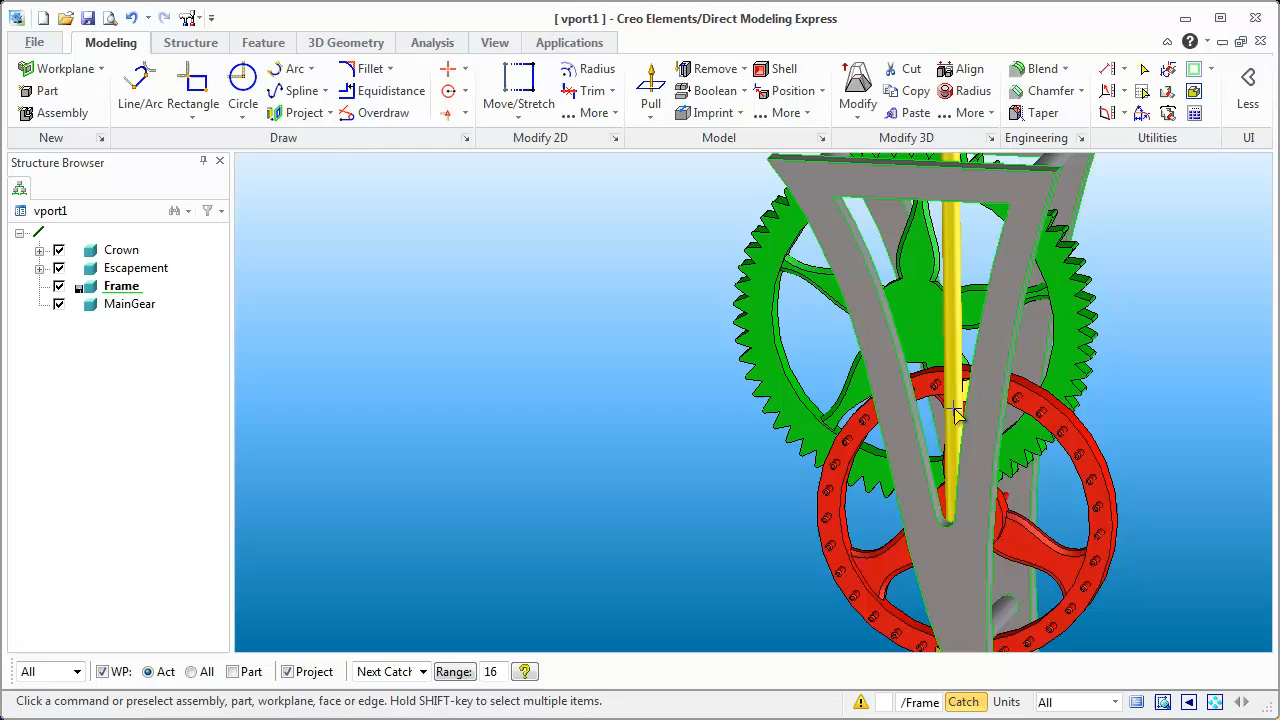 [ vport1 ] - Creo Elements/Direct Modeling Express
File Modeling Structure Feature 3D Geometry Analysis View Applications
Workplane Part Assembly New
Line/Arc Rectangle Circle Arc Spline Project Fillet Equidistance Overdraw Draw
Move/Stretch Radius Trim More Modify 2D
Pull Remove Boolean Imprint Shell Position More Model
Modify Cut Copy Paste Align Radius More Modify 3D
Blend Chamfer Taper Engineering
Utilities
Less UI
Structure Browser
vport1
Crown
Escapement
Frame
MainGear
All WP: Act All Part Project Next Catch Range: 16 ?
Click a command or preselect assembly, part, workplane, face or edge. Hold SHIFT-key to select multiple items. /Frame Catch Units All